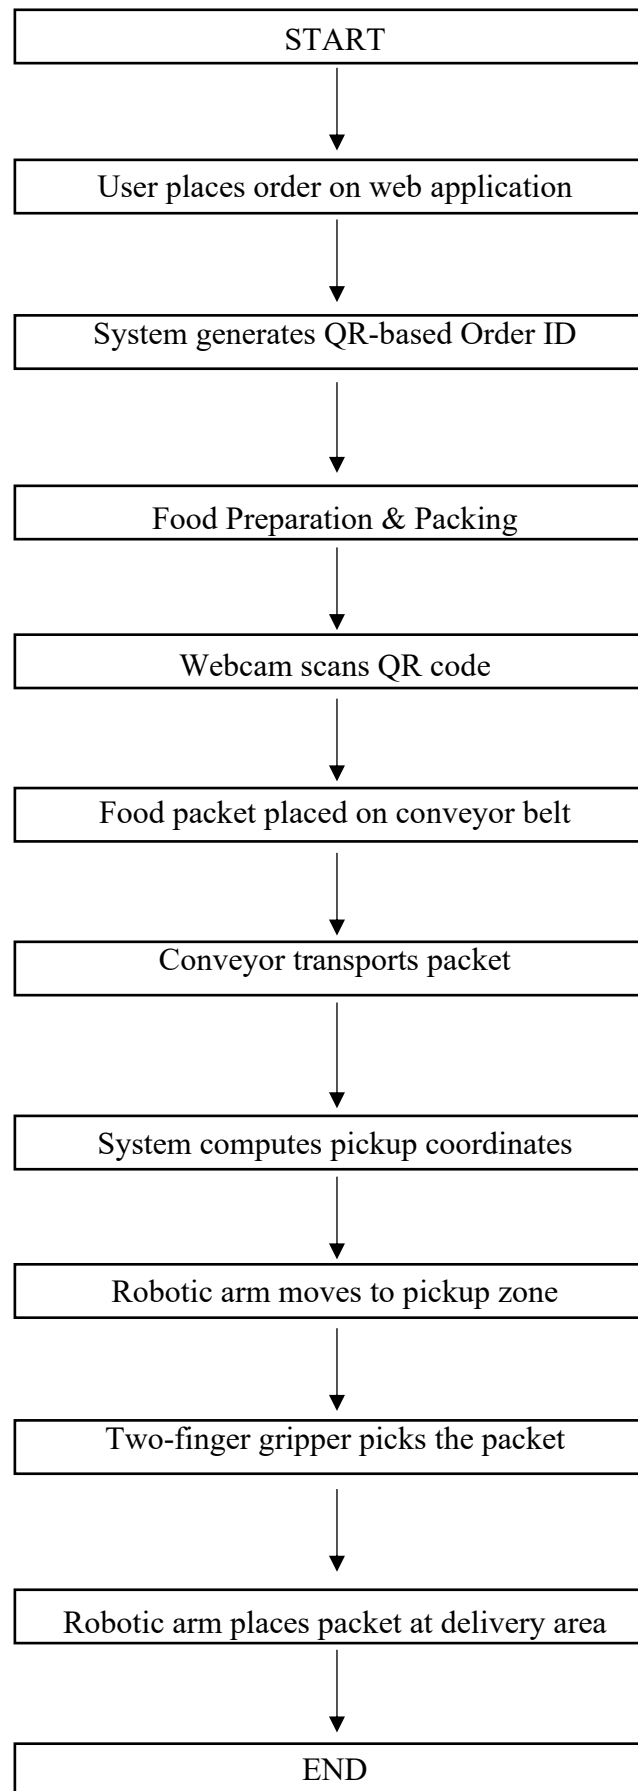 START
User places order on web application
System generates QR-based Order ID
Food Preparation & Packing
Webcam scans QR code
Food packet placed on conveyor belt
Conveyor transports packet
System computes pickup coordinates
Robotic arm moves to pickup zone
Two-finger gripper picks the packet
Robotic arm places packet at delivery area
END